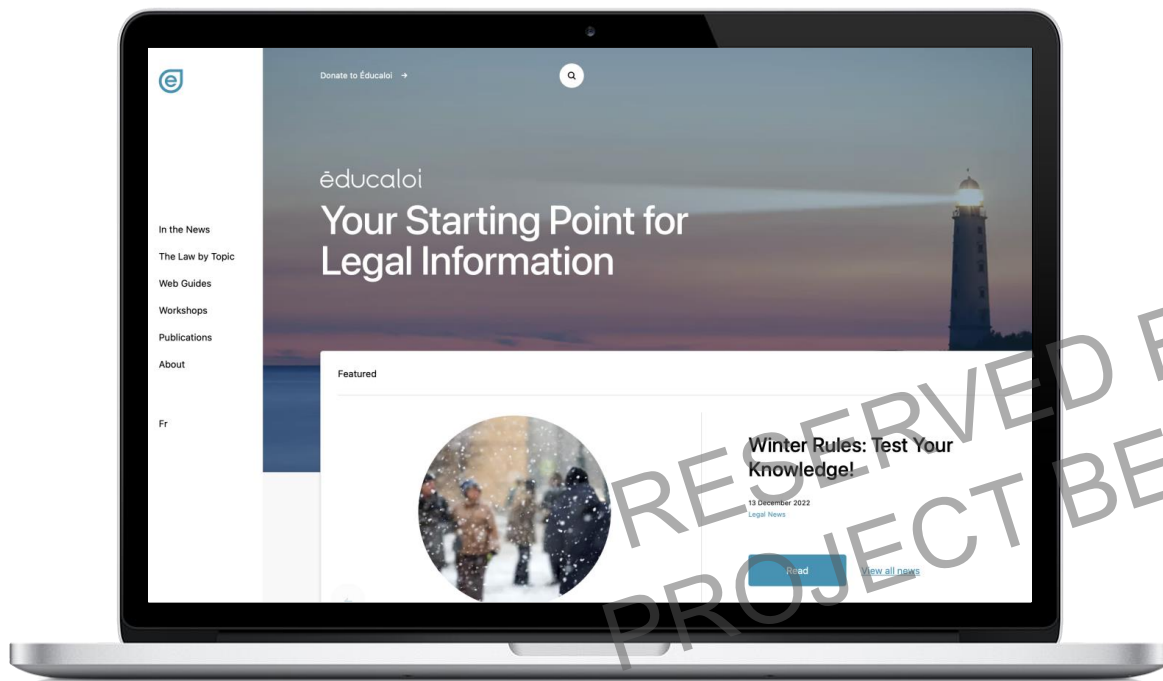 e
Donate to Éducaloi →
ēducaloi
Your Starting Point for
Legal Information
In the News
The Law by Topic
Web Guides
Workshops
Publications
About
Fr
Featured
Winter Rules: Test Your
Knowledge!
13 December 2022
Legal News
Read
View all news
RESERVED
PROJECT BE